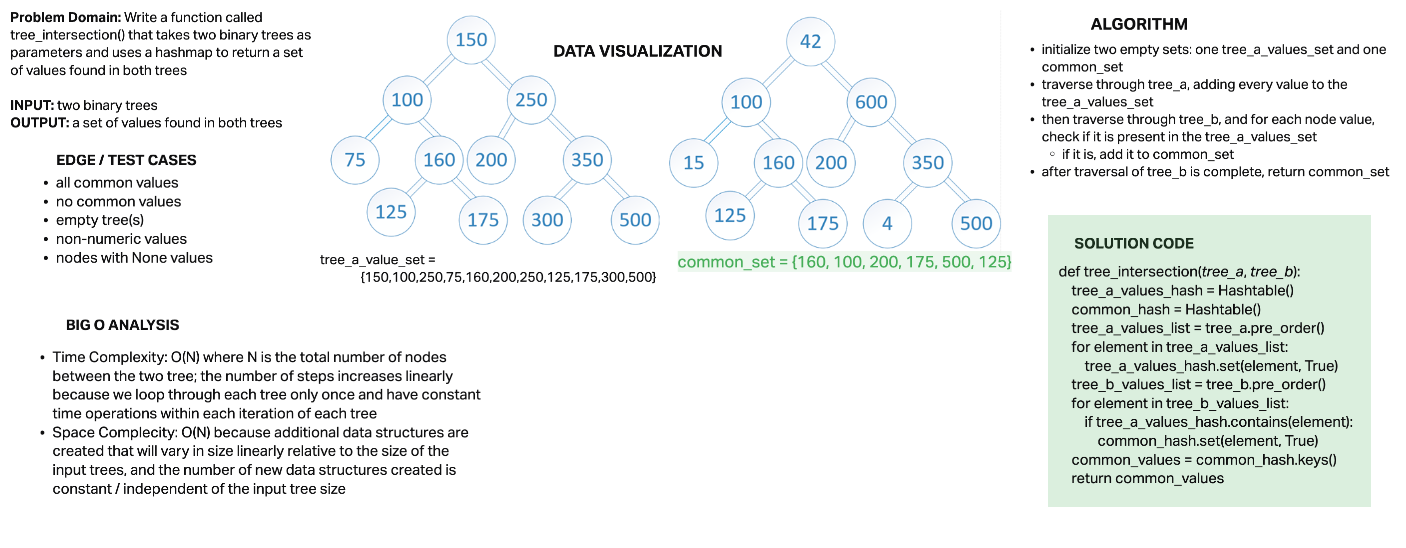 Problem Domain: Write a function called
tree_intersection() that takes two binary trees as
parameters and uses a hashmap to return a set
of values found in both trees
INPUT: two binary trees
OUTPUT: a set of values found in both trees
EDGE / TEST CASES
• all common values
• no common values
• empty tree(s)
• non-numeric values
• nodes with None values
DATA VISUALIZATION
150
100 250
75 160 200 350
125 175 300 500
tree_a_value_set =
{150,100,250,75,160,200,250,125,175,300,500}
42
100 600
15 160 200 350
125 175 4 500
common_set = {160, 100, 200, 175, 500, 125}
BIG O ANALYSIS
• Time Complexity: O(N) where N is the total number of nodes
between the two tree; the number of steps increases linearly
because we loop through each tree only once and have constant
time operations within each iteration of each tree
• Space Complecity: O(N) because additional data structures are
created that will vary in size linearly relative to the size of the
input trees, and the number of new data structures created is
constant / independent of the input tree size
ALGORITHM
• initialize two empty sets: one tree_a_values_set and one
common_set
• traverse through tree_a, adding every value to the
tree_a_values_set
• then traverse through tree_b, and for each node value,
check if it is present in the tree_a_values_set
◦ if it is, add it to common_set
• after traversal of tree_b is complete, return common_set
SOLUTION CODE
def tree_intersection(tree_a, tree_b):
tree_a_values_hash = Hashtable()
common_hash = Hashtable()
tree_a_values_list = tree_a.pre_order()
for element in tree_a_values_list:
tree_a_values_hash.set(element, True)
tree_b_values_list = tree_b.pre_order()
for element in tree_b_values_list:
if tree_a_values_hash.contains(element):
common_hash.set(element, True)
common_values = common_hash.keys()
return common_values